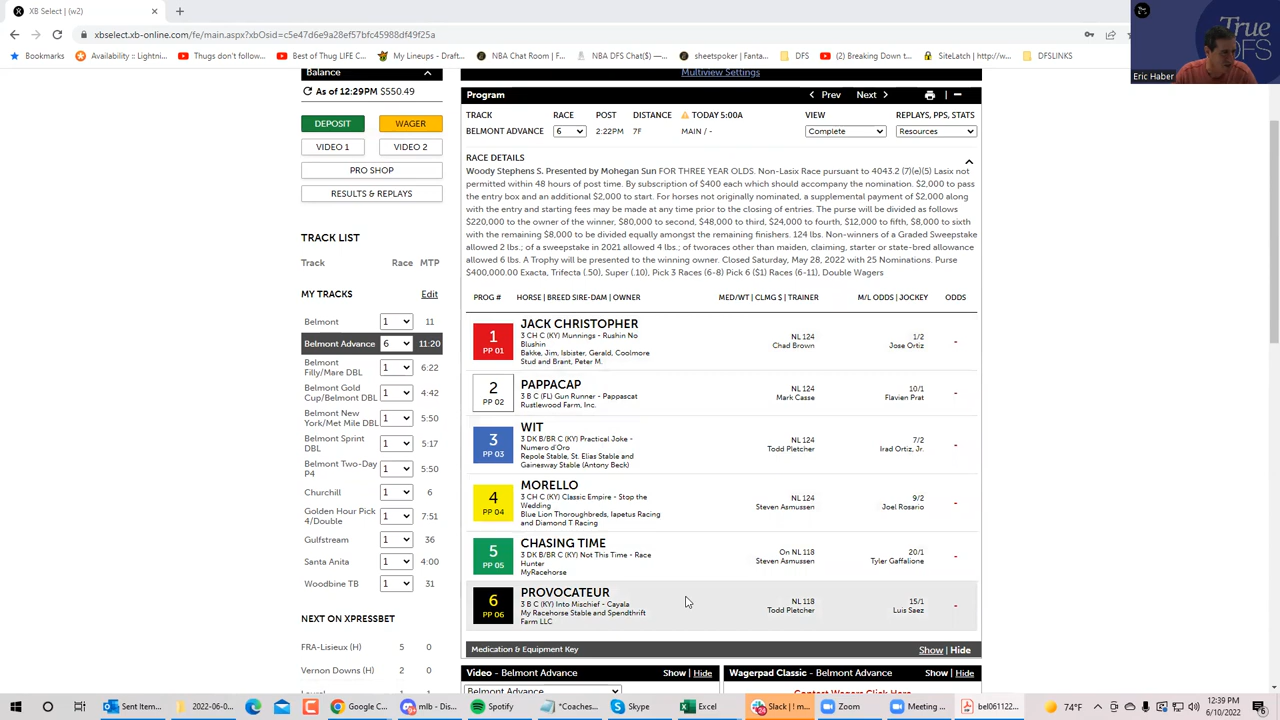 XB Select | (w2)
xbselect.xb-online.com/fe/main.aspx?xbOsid=c5e47d6e9a28ef57bfc45988df49f25a
Bookmarks
Availability :: Lightni...
Thugs don't follow...
Best of Thug LIFE C...
My Lineups - Draft...
NBA Chat Room | F...
NBA DFS Chat(5) —...
sheetspoker | Fanta...
DFS
(2) Breaking Down t...
SiteLatch | http://w...
DFSLINKS
True
DFS
Eric Haber
Balance
As of 12:29PM $550.49
DEPOSIT
WAGER
VIDEO 1
VIDEO 2
PRO SHOP
RESULTS & REPLAYS
TRACK LIST
Track Race MTP
MY TRACKS Edit
Belmont 1 11
Belmont Advance 6 11:20
Belmont Filly/Mare DBL 1 6:22
Belmont Gold Cup/Belmont DBL 1 4:42
Belmont New York/Met Mile DBL 1 5:50
Belmont Sprint DBL 1 5:17
Belmont Two-Day P4 1 5:50
Churchill 1 6
Golden Hour Pick 4/Double 1 7:51
Gulfstream 1 36
Santa Anita 1 4:00
Woodbine TB 1 31
NEXT ON XPRESSBET
FRA-Lisieux (H) 5 0
Vernon Downs (H) 2 0
Multiview Settings
Program Prev Next
TRACK RACE POST DISTANCE TODAY 5:00A VIEW REPLAYS, PPS, STATS
BELMONT ADVANCE 6 2:22PM 7F MAIN / - Complete Resources
RACE DETAILS
Woody Stephens S. Presented by Mohegan Sun FOR THREE YEAR OLDS. Non-Lasix Race pursuant to 4043.2 (7)(e)(5) Lasix not
permitted within 48 hours of post time. By subscription of $400 each which should accompany the nomination. $2,000 to pass
the entry box and an additional $2,000 to start. For horses not originally nominated, a supplemental payment of $2,000 along
with the entry and starting fees may be made at any time prior to the closing of entries. The purse will be divided as follows
$220,000 to the owner of the winner, $80,000 to second, $48,000 to third, $24,000 to fourth, $12,000 to fifth, $8,000 to sixth
with the remaining $8,000 to be divided equally amongst the remaining finishers. 124 lbs. Non-winners of a Graded Sweepstake
allowed 2 lbs.; of a sweepstake in 2021 allowed 4 lbs.; of tworaces other than maiden, claiming, starter or state-bred allowance
allowed 6 lbs. A Trophy will be presented to the winning owner. Closed Saturday, May 28, 2022 with 25 Nominations. Purse
$400,000.00 Exacta, Trifecta (.50), Super (.10), Pick 3 Races (6-8) Pick 6 ($1) Races (6-11), Double Wagers
PROG # HORSE | BREED SIRE-DAM | OWNER MED/WT | CLMG $ | TRAINER M/L ODDS | JOCKEY ODDS
1
PP 01
JACK CHRISTOPHER
3 CH C (KY) Munnings - Rushin No
Blushin
Bakke, Jim, Isbister, Gerald, Coolmore
Stud and Brant, Peter M.
NL 124
Chad Brown
1/2
Jose Ortiz
-
2
PP 02
PAPPACAP
3 B C (FL) Gun Runner - Pappascat
Rustlewood Farm, Inc.
NL 124
Mark Casse
10/1
Flavien Prat
-
3
PP 03
WIT
3 DK B/BR C (KY) Practical Joke -
Numero d'Oro
Repole Stable, St. Elias Stable and
Gainesway Stable (Antony Beck)
NL 124
Todd Pletcher
7/2
Irad Ortiz, Jr.
-
4
PP 04
MORELLO
3 CH C (KY) Classic Empire - Stop the
Wedding
Blue Lion Thoroughbreds, Iapetus Racing
and Diamond T Racing
NL 124
Steven Asmussen
9/2
Joel Rosario
-
5
PP 05
CHASING TIME
3 DK B/BR C (KY) Not This Time - Race
Hunter
MyRacehorse
On NL 118
Steven Asmussen
20/1
Tyler Gaffalione
-
6
PP 06
PROVOCATEUR
3 B C (KY) Into Mischief - Cayala
My Racehorse Stable and Spendthrift
Farm LLC
NL 118
Todd Pletcher
15/1
Luis Saez
-
Medication & Equipment Key Show | Hide
Video - Belmont Advance Show | Hide
Wagerpad Classic - Belmont Advance Show | Hide
Belmont Advance
Contact Wagers Click Here
Sent Item...
2022-06-0...
Google C...
mlb - Disc...
Spotify
*Coaches...
Skype
Excel
24
Slack | ! m...
Zoom
Meeting ...
bel061122...
74°F
12:39 PM
6/10/2022